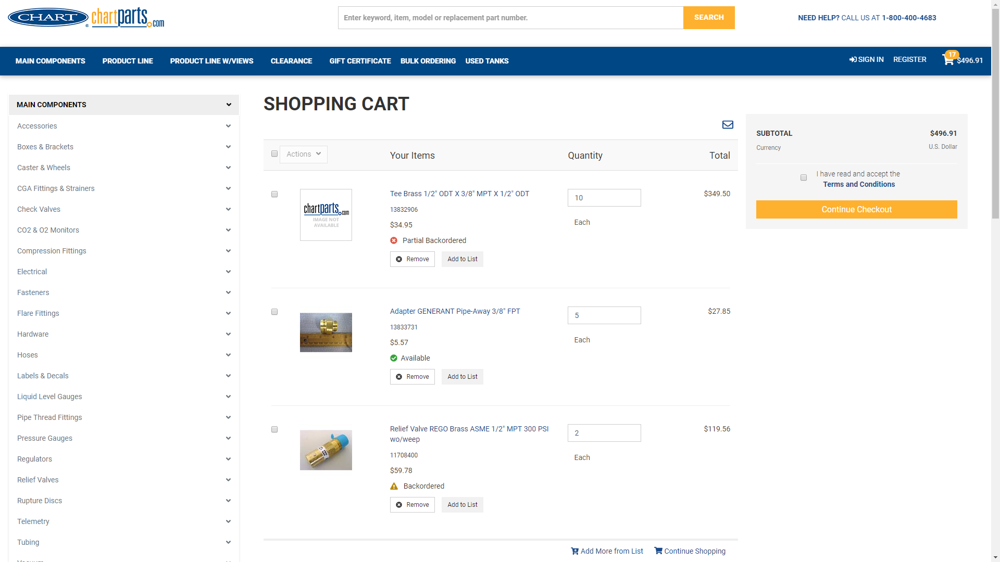 CHART
®
chartparts.com
Enter keyword, item, model or replacement part number.
SEARCH
NEED HELP? CALL US AT 1-800-400-4683
MAIN COMPONENTS
PRODUCT LINE
PRODUCT LINE W/VIEWS
CLEARANCE
GIFT CERTIFICATE
BULK ORDERING
USED TANKS
SIGN IN
REGISTER
17
$496.91
MAIN COMPONENTS
Accessories
Boxes & Brackets
Caster & Wheels
CGA Fittings & Strainers
Check Valves
CO2 & O2 Monitors
Compression Fittings
Electrical
Fasteners
Flare Fittings
Hardware
Hoses
Labels & Decals
Liquid Level Gauges
Pipe Thread Fittings
Pressure Gauges
Regulators
Relief Valves
Rupture Discs
Telemetry
Tubing
SHOPPING CART
Actions
Your Items
Quantity
Total
chartparts.com
IMAGE NOT
AVAILABLE
Tee Brass 1/2" ODT X 3/8" MPT X 1/2" ODT
13832906
$34.95
Partial Backordered
Remove
Add to List
10
Each
$349.50
Adapter GENERANT Pipe-Away 3/8" FPT
13833731
$5.57
Available
Remove
Add to List
5
Each
$27.85
Relief Valve REGO Brass ASME 1/2" MPT 300 PSI
wo/weep
11708400
$59.78
Backordered
Remove
Add to List
2
Each
$119.56
Add More from List
Continue Shopping
SUBTOTAL
$496.91
Currency
U.S. Dollar
I have read and accept the
Terms and Conditions
Continue Checkout